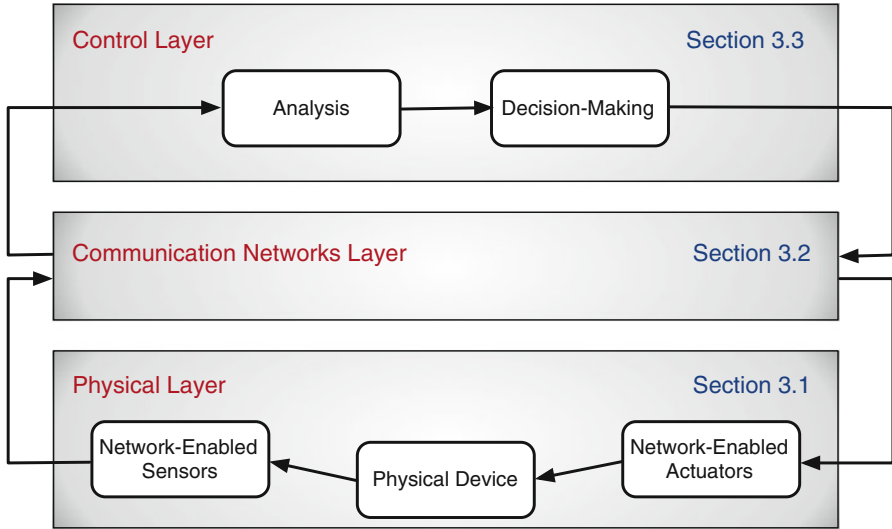 Control Layer
Section 3.3
Analysis
Decision-Making
Communication Networks Layer
Section 3.2
Physical Layer
Section 3.1
Network-Enabled
Sensors
Physical Device
Network-Enabled
Actuators